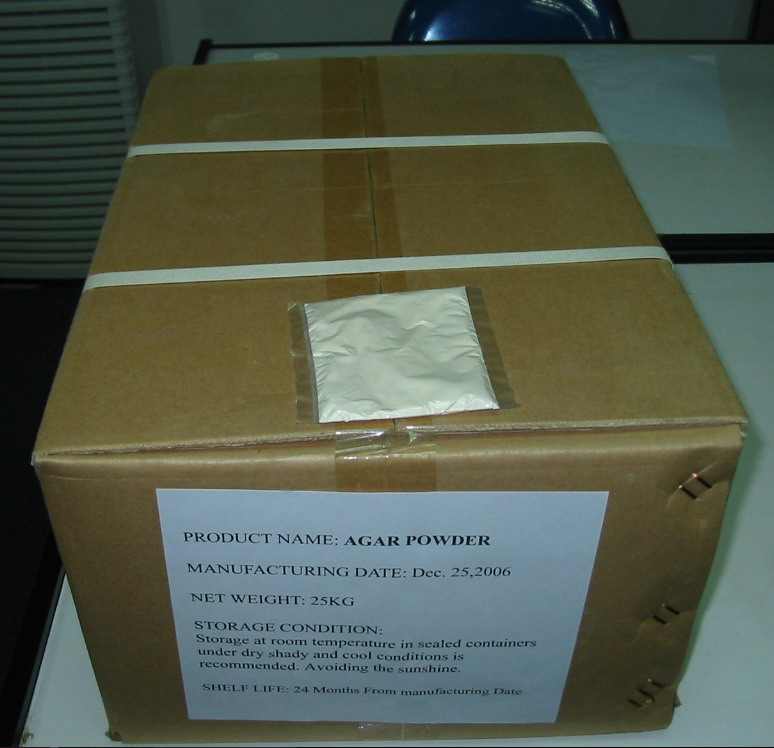 PRODUCT NAME: AGAR POWDER
MANUFACTURING DATE: Dec. 25,2006
NET WEIGHT: 25KG
STORAGE CONDITION:
Storage at room temperature in sealed containers
under dry shady and cool conditions is
recommended. Avoiding the sunshine.
SHELF LIFE: 24 Months From manufacturing Date